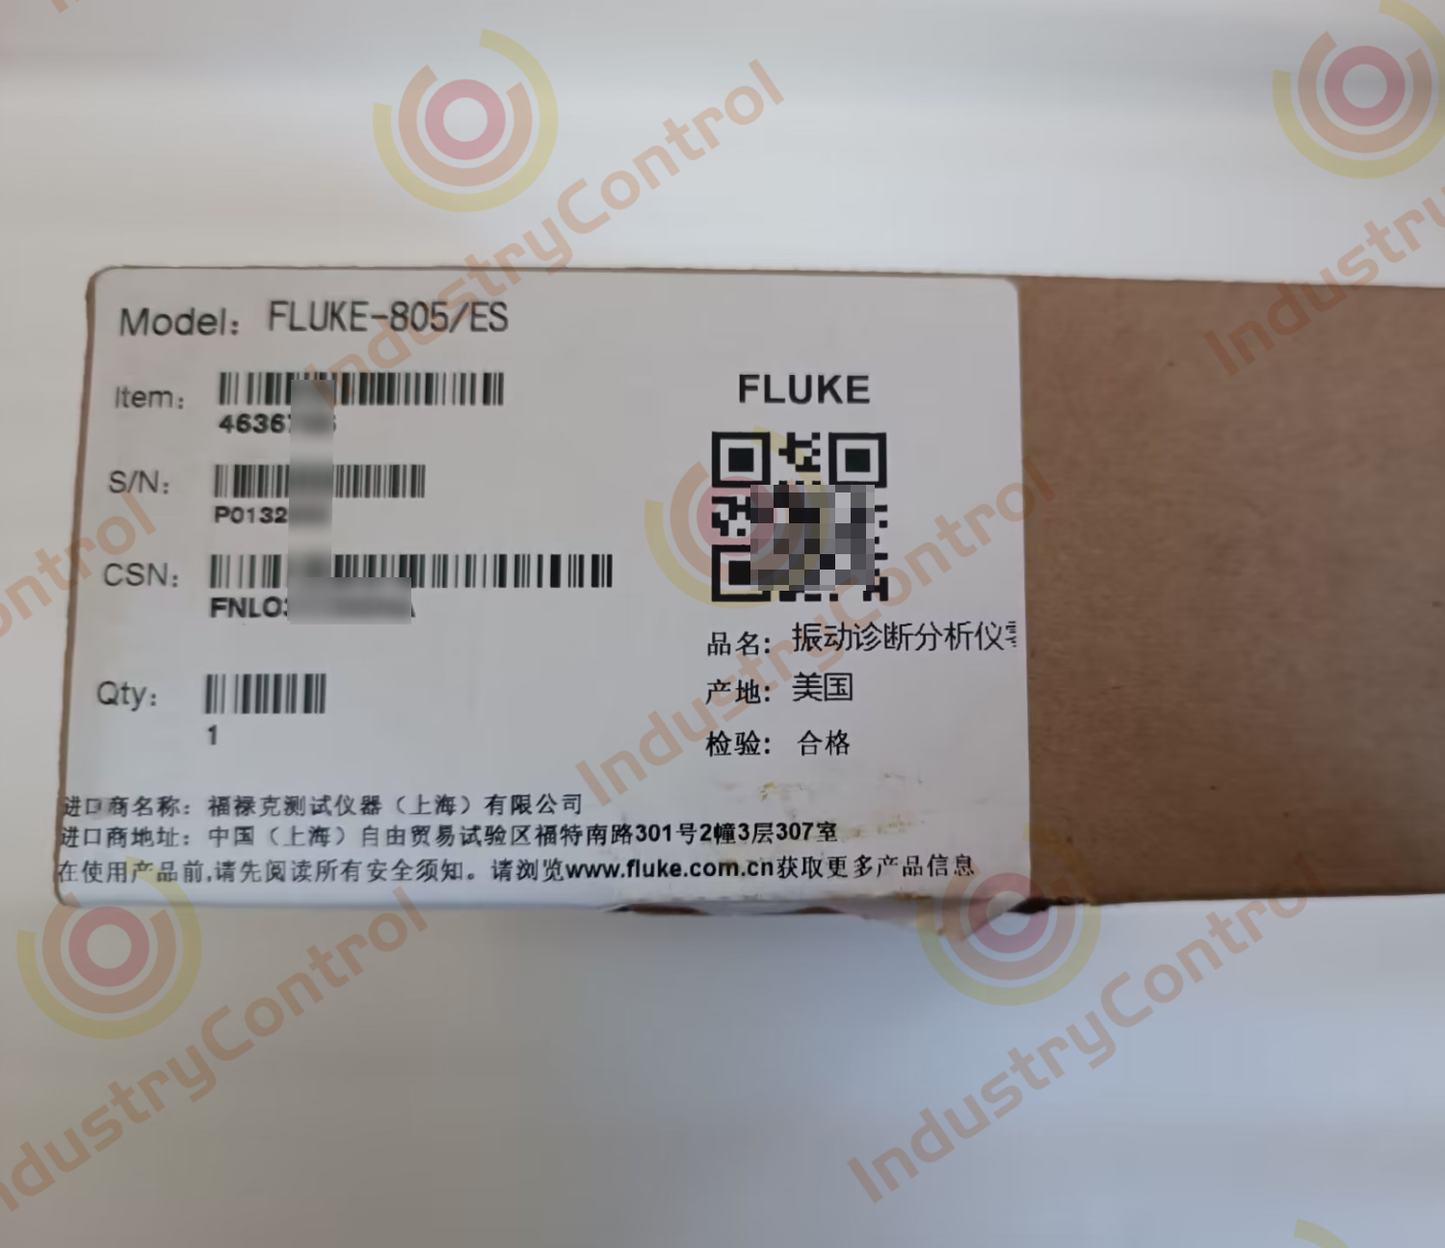 Model: FLUKE-805/ES
Item:
4636
S/N:
P0132
CSN:
FNLO
Qty:
1
FLUKE
品名: 振动诊断分析仪
产地: 美国
检验: 合格
进口商名称: 福禄克测试仪器（上海）有限公司
进口商地址: 中国（上海）自由贸易试验区福特南路301号2幢3层307室
在使用产品前,请先阅读所有安全须知。请浏览www.fluke.com.cn获取更多产品信息
IndustryControl
IndustryControl
IndustryControl
IndustryControl